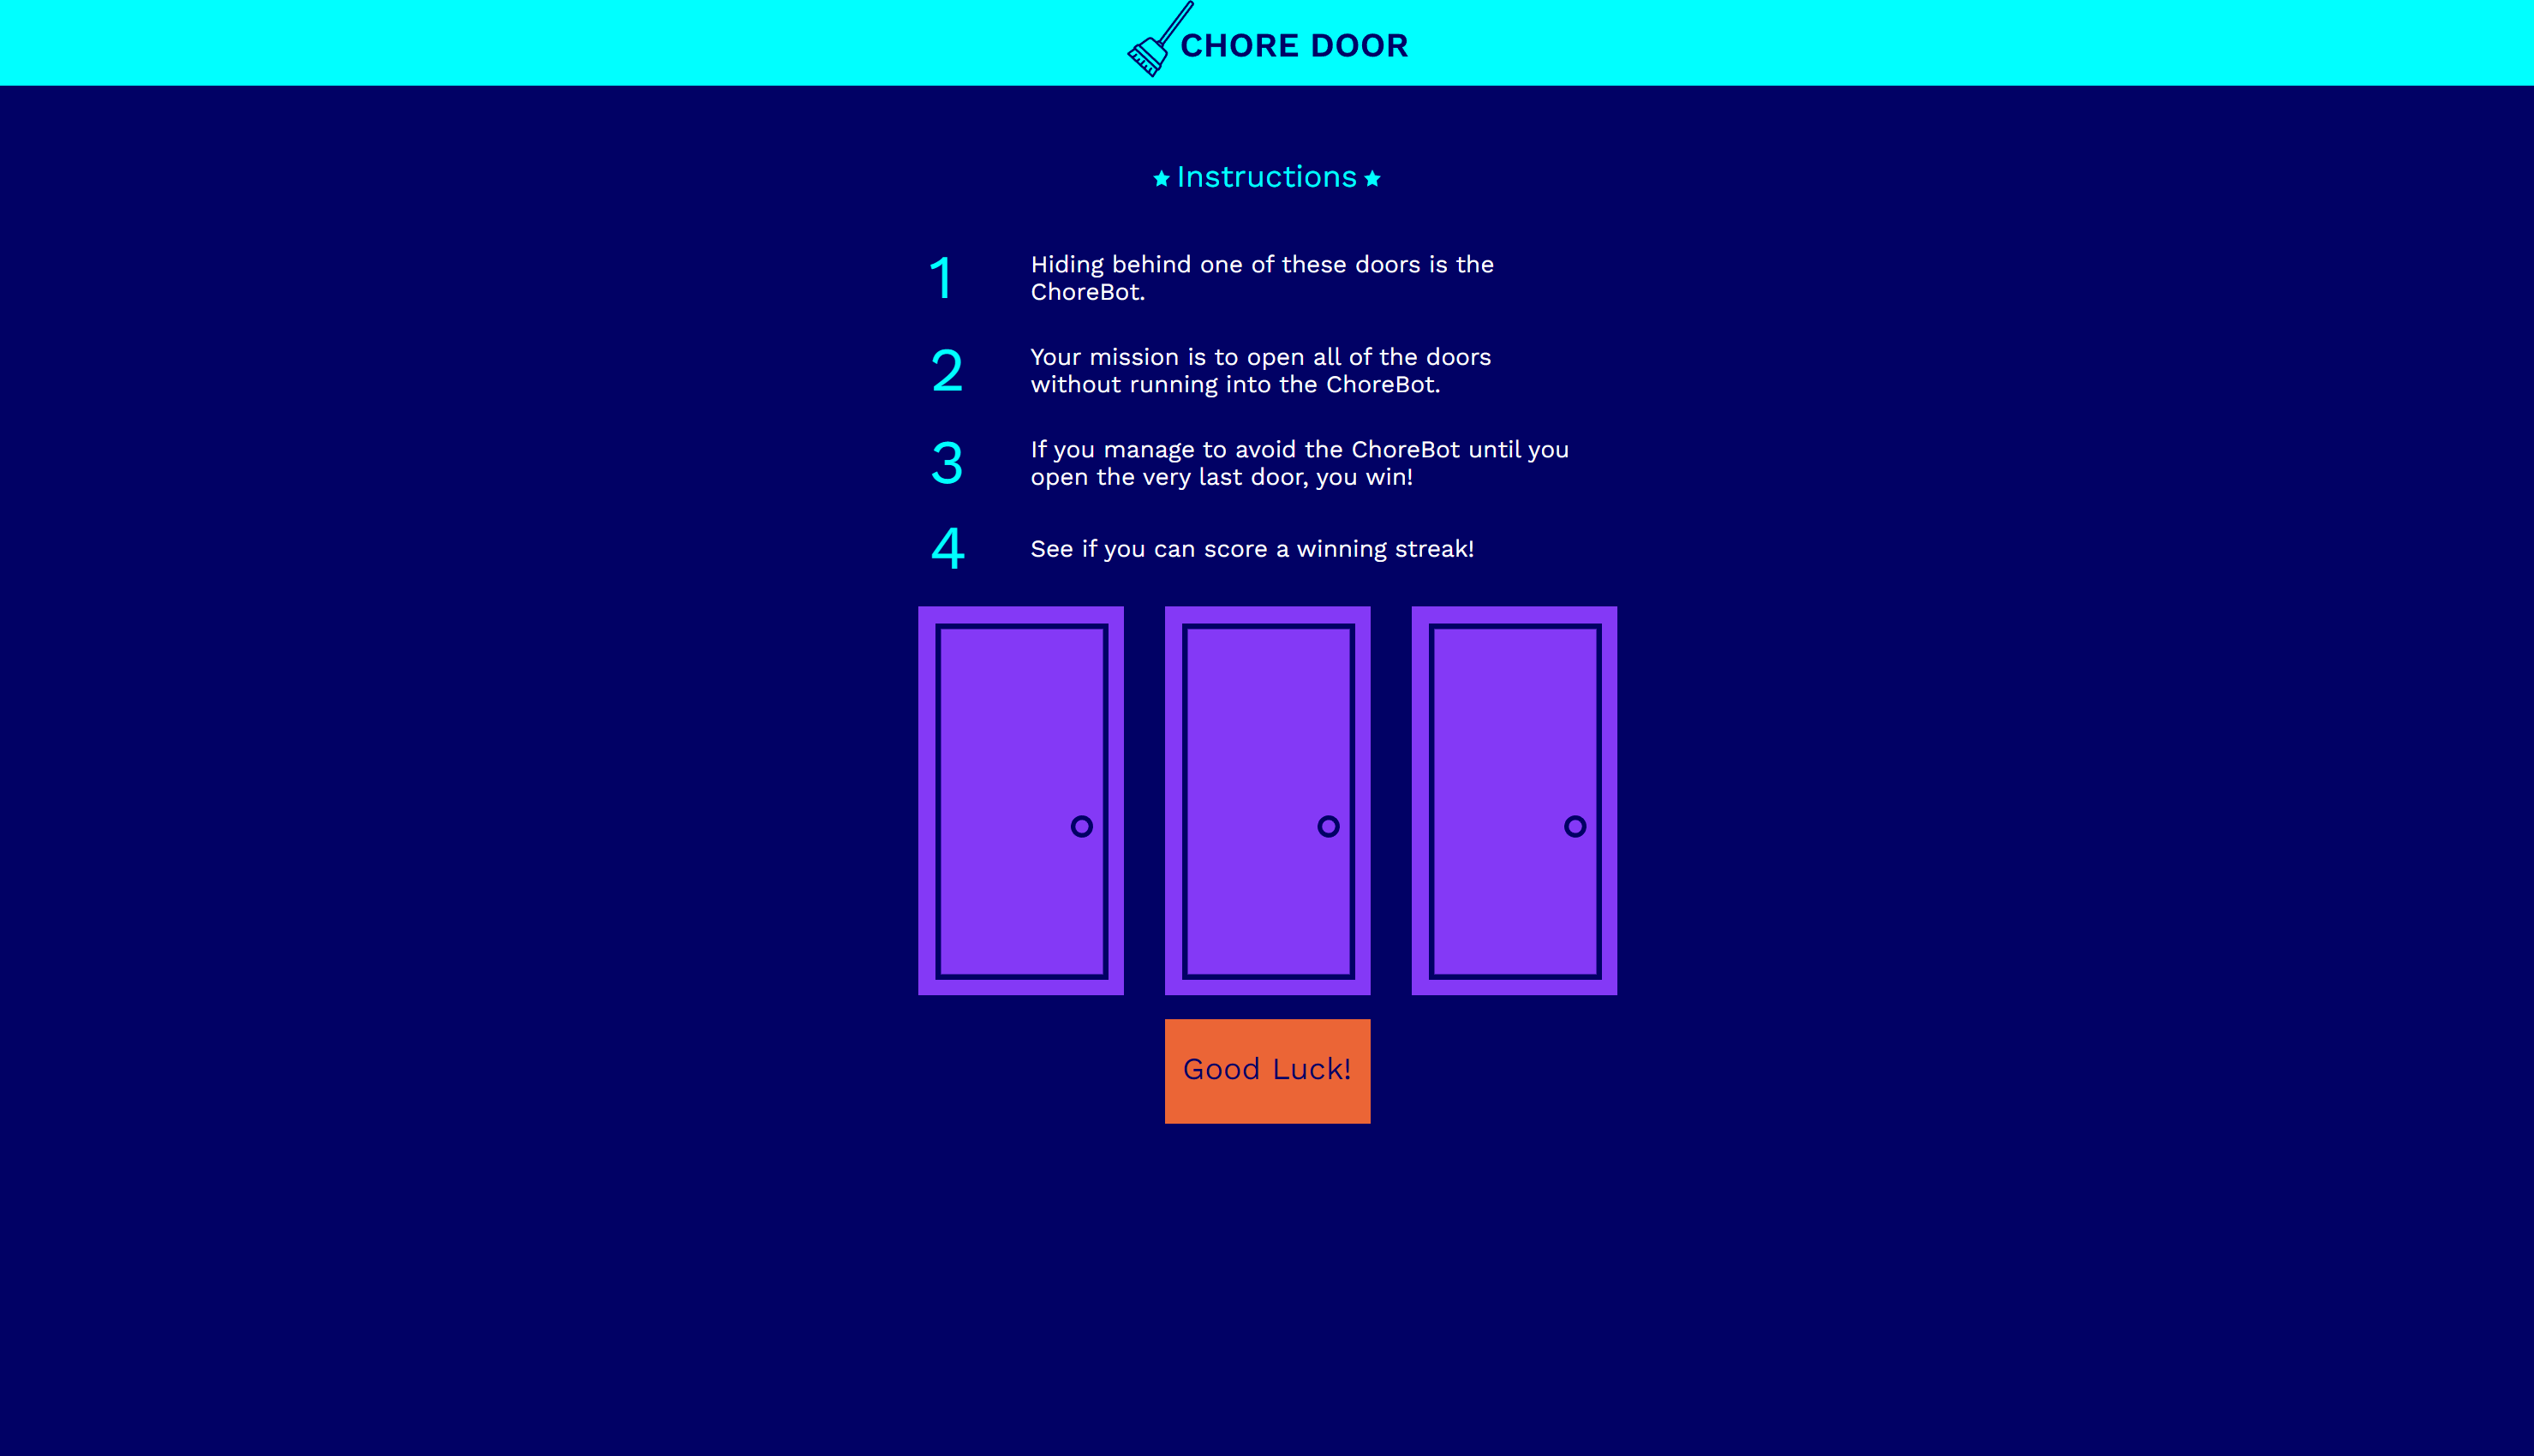 CHORE DOOR
Instructions
1
Hiding behind one of these doors is the
ChoreBot.
2
Your mission is to open all of the doors
without running into the ChoreBot.
3
If you manage to avoid the ChoreBot until you
open the very last door, you win!
4
See if you can score a winning streak!
Good Luck!